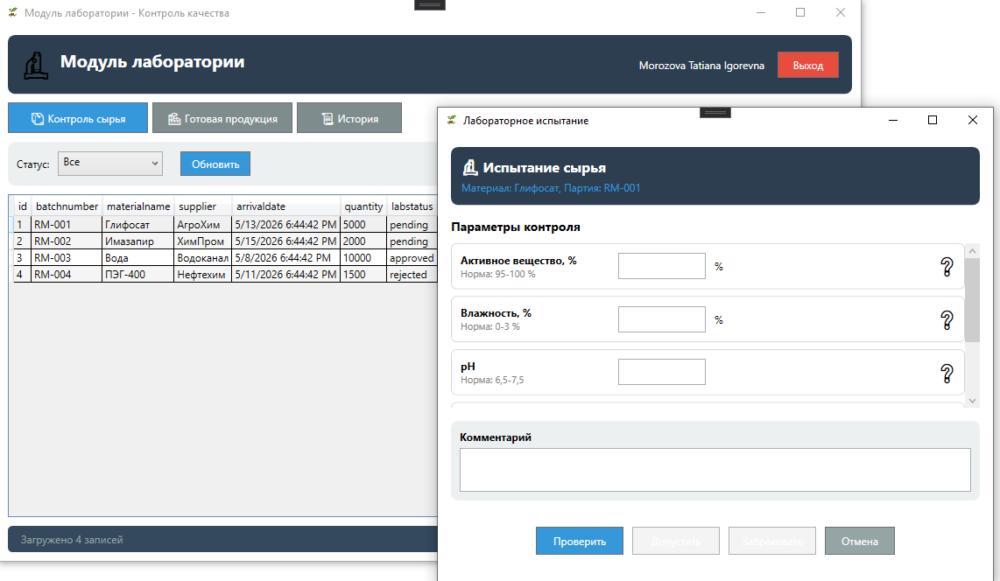 Модуль лаборатории - Контроль качества
Модуль лаборатории
Morozova Tatiana Igorevna
Выход
Контроль сырья
Готовая продукция
История
Статус:
Все
Обновить
id batchnumber materialname supplier arrivaldate quantity labstatus
1 RM-001 Глифосат АгроХим 5/13/2026 6:44:42 PM 5000 pending
2 RM-002 Имазапир ХимПром 5/15/2026 6:44:42 PM 2000 pending
3 RM-003 Вода Водоканал 5/8/2026 6:44:42 PM 10000 approved
4 RM-004 ПЭГ-400 Нефтехим 5/11/2026 6:44:42 PM 1500 rejected
Загружено 4 записей
Лабораторное испытание
Испытание сырья
Материал: Глифосат, Партия: RM-001
Параметры контроля
Активное вещество, %
Норма: 95-100 %
%
Влажность, %
Норма: 0-3 %
%
pH
Норма: 6,5-7,5
Комментарий
Проверить
Допустить
Забраковать
Отмена